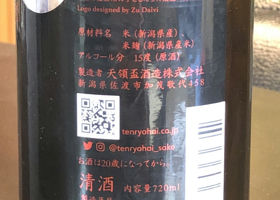 Logo designed by Zu Daivi
原材料名 米(新潟県産)
米麹(新潟県産米)
アルコール分 15度(原酒)
製造者 天領盃酒造株式会社
新潟県佐渡市加茂歌代458
tenryohai.co.jp
@tenryohai_sake
お酒は20歳になってから。
清酒 内容量720ml